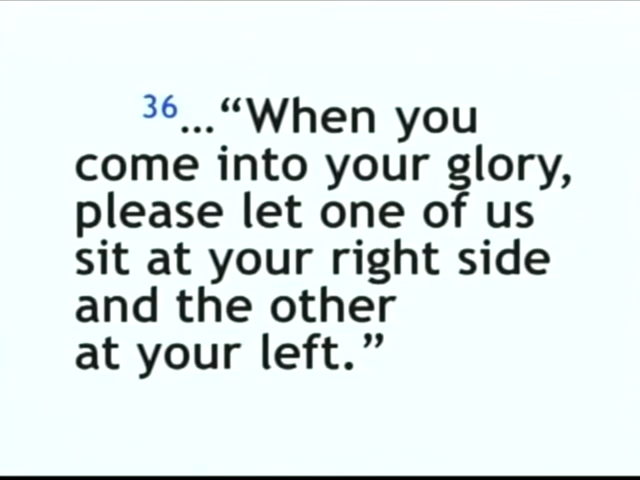 36…“When you
come into your glory,
please let one of us
sit at your right side
and the other
at your left.”